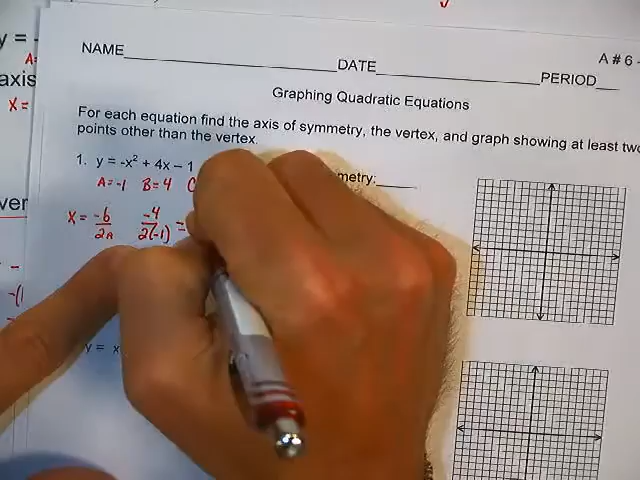 y =
A=
axis
X =
ver
NAME DATE PERIOD
A # 6
Graphing Quadratic Equations
For each equation find the axis of symmetry, the vertex, and graph showing at least two
points other than the vertex.
1. y = -x² + 4x – 1
metry:
A = -1 B = 4 C
X = -b/2A -4/2(-1) =
y = x